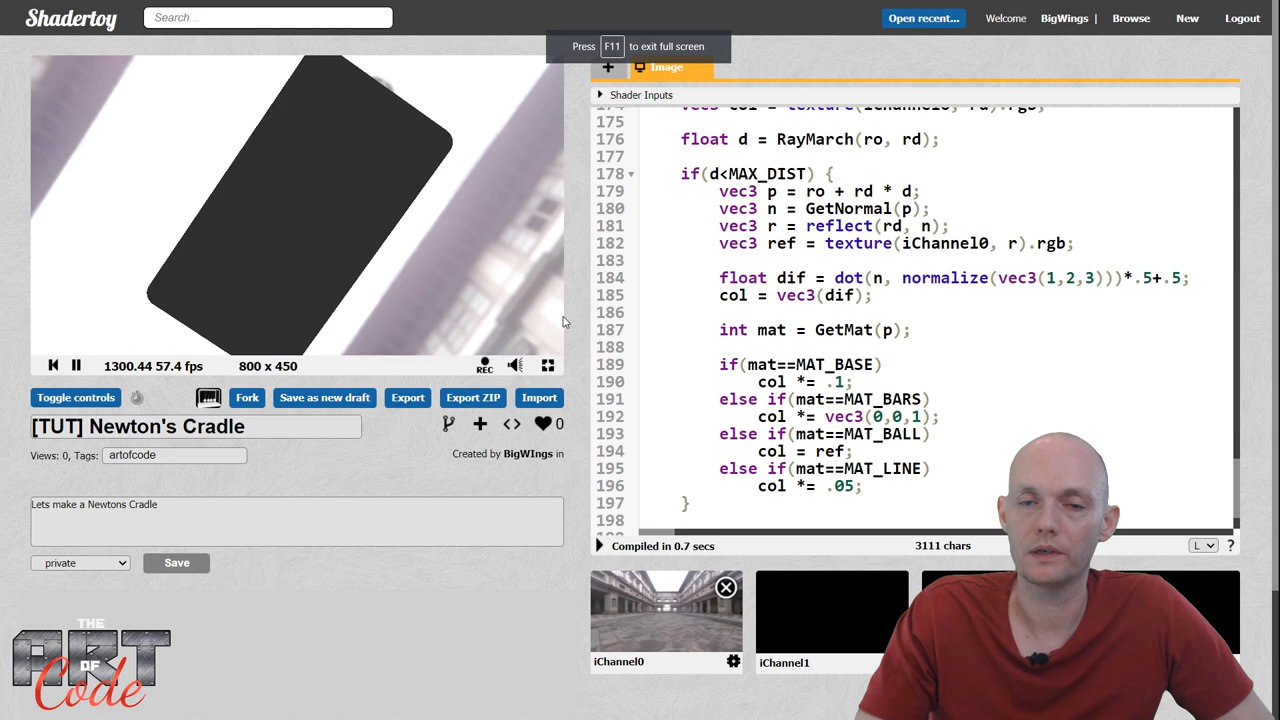 Shadertoy
Search...
Open recent...
Welcome
BigWings |
Browse
New
Logout
Press F11 to exit full screen
+
Image
Shader Inputs
175
176 float d = RayMarch(ro, rd);
177
178 if(d<MAX_DIST) {
179 vec3 p = ro + rd * d;
180 vec3 n = GetNormal(p);
181 vec3 r = reflect(rd, n);
182 vec3 ref = texture(iChannel0, r).rgb;
183
184 float dif = dot(n, normalize(vec3(1,2,3)))*.5+.5;
185 col = vec3(dif);
186
187 int mat = GetMat(p);
188
189 if(mat==MAT_BASE)
190 col *= .1;
191 else if(mat==MAT_BARS)
192 col *= vec3(0,0,1);
193 else if(mat==MAT_BALL)
194 col = ref;
195 else if(mat==MAT_LINE)
196 col *= .05;
197 }
198
1300.44 57.4 fps
800 x 450
REC
Toggle controls
Fork
Save as new draft
Export
Export ZIP
Import
[TUT] Newton's Cradle
0
Views: 0, Tags: artofcode
Created by BigWIngs in
Lets make a Newtons Cradle
private
Save
Compiled in 0.7 secs
3111 chars
L
?
iChannel0
iChannel1
THE
ART
OF
Code